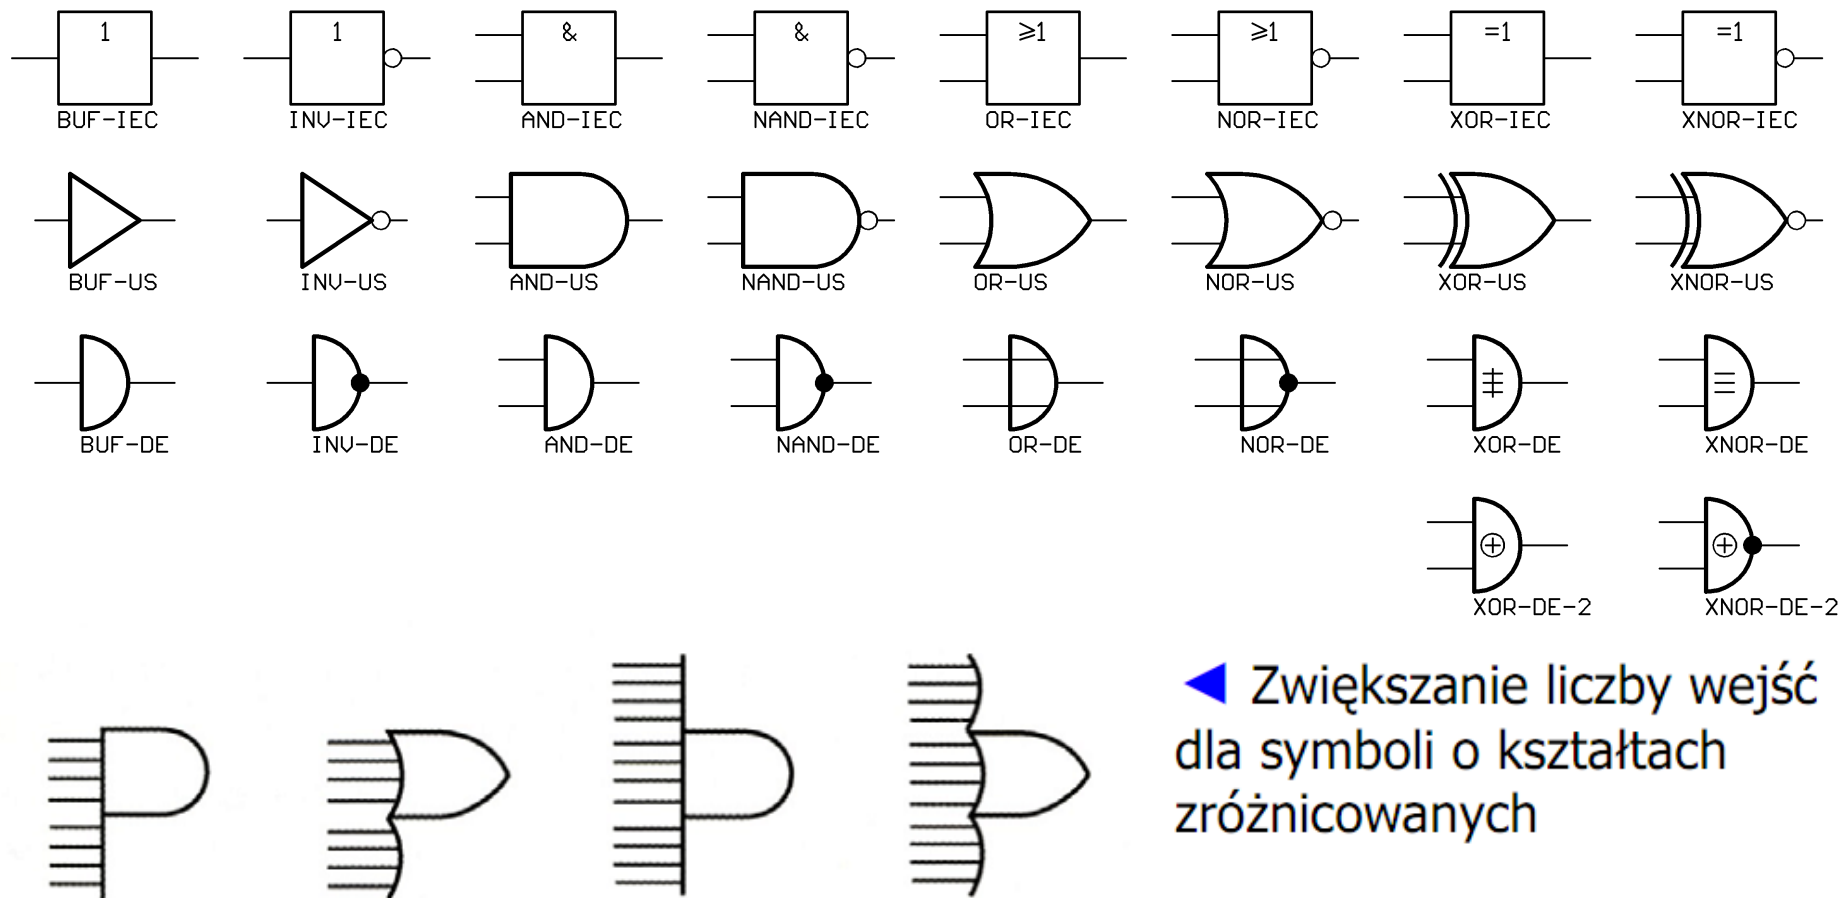 1 1 & & ≥1 ≥1 =1 =1
BUF-IEC INV-IEC AND-IEC NAND-IEC OR-IEC NOR-IEC XOR-IEC XNOR-IEC
BUF-US INV-US AND-US NAND-US OR-US NOR-US XOR-US XNOR-US
BUF-DE INV-DE AND-DE NAND-DE OR-DE NOR-DE XOR-DE XNOR-DE
XOR-DE-2 XNOR-DE-2
Zwiększanie liczby wejść
dla symboli o kształtach
zróżnicowanych